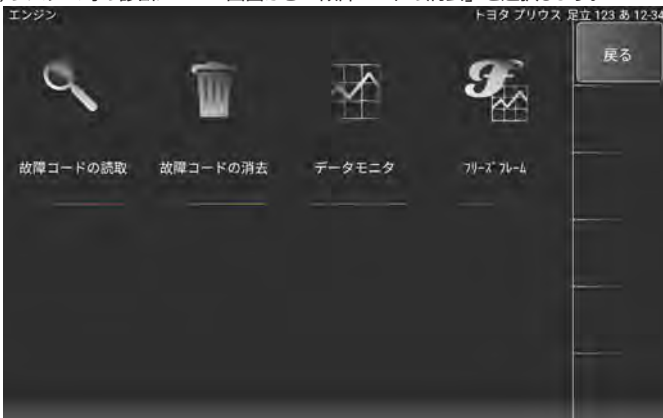 エンジン
トヨタ プリウス 足立 123 あ 12-34
戻る
故障コードの読取 故障コードの消去 データモニタ フリーズフレーム